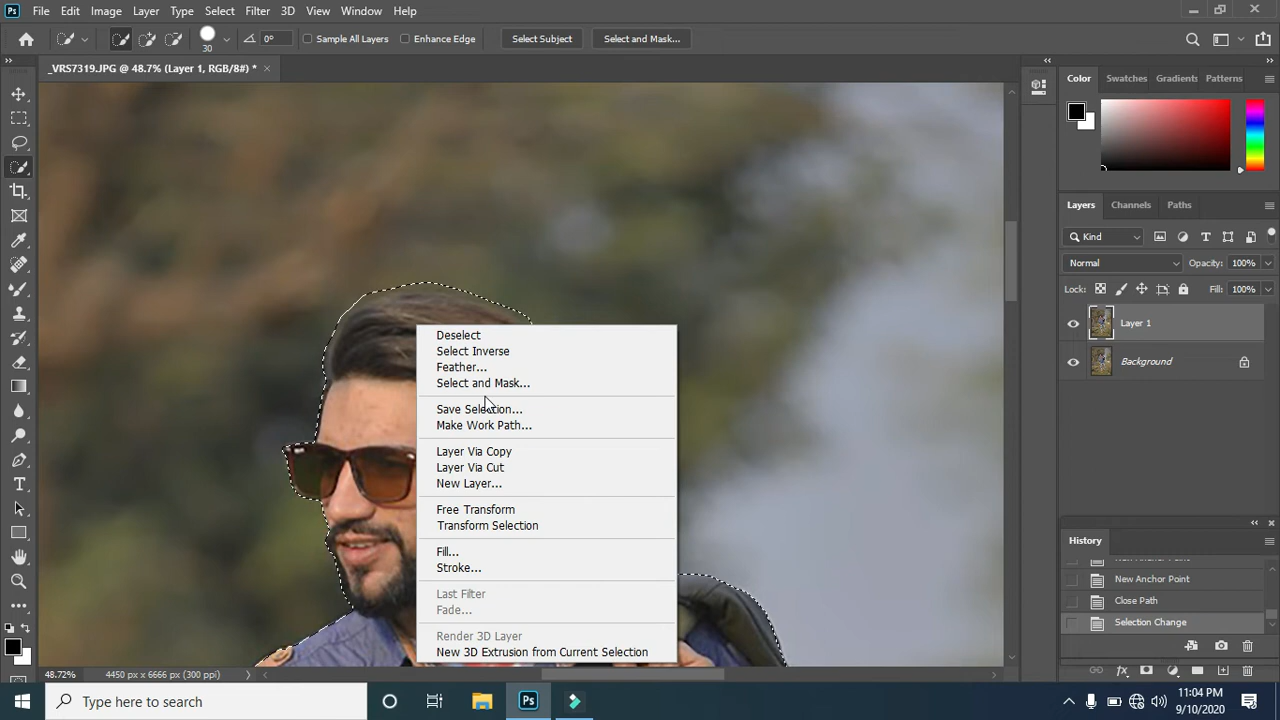 Ps File Edit Image Layer Type Select Filter 3D View Window Help
30 0° Sample All Layers Enhance Edge Select Subject Select and Mask...
_VRS7319.JPG @ 48.7% (Layer 1, RGB/8#) * ×
Color Swatches Gradients Patterns
Layers Channels Paths
Kind
Normal Opacity: 100%
Lock: Fill: 100%
Layer 1
Background
Deselect
Select Inverse
Feather...
Select and Mask...
Save Selection...
Make Work Path...
Layer Via Copy
Layer Via Cut
New Layer...
Free Transform
Transform Selection
Fill...
Stroke...
Last Filter
Fade...
Render 3D Layer
New 3D Extrusion from Current Selection
History
New Anchor Point
New Anchor Point
Close Path
Selection Change
48.72% 4450 px x 6666 px (300 ppi)
Type here to search
Ps
11:04 PM
9/10/2020